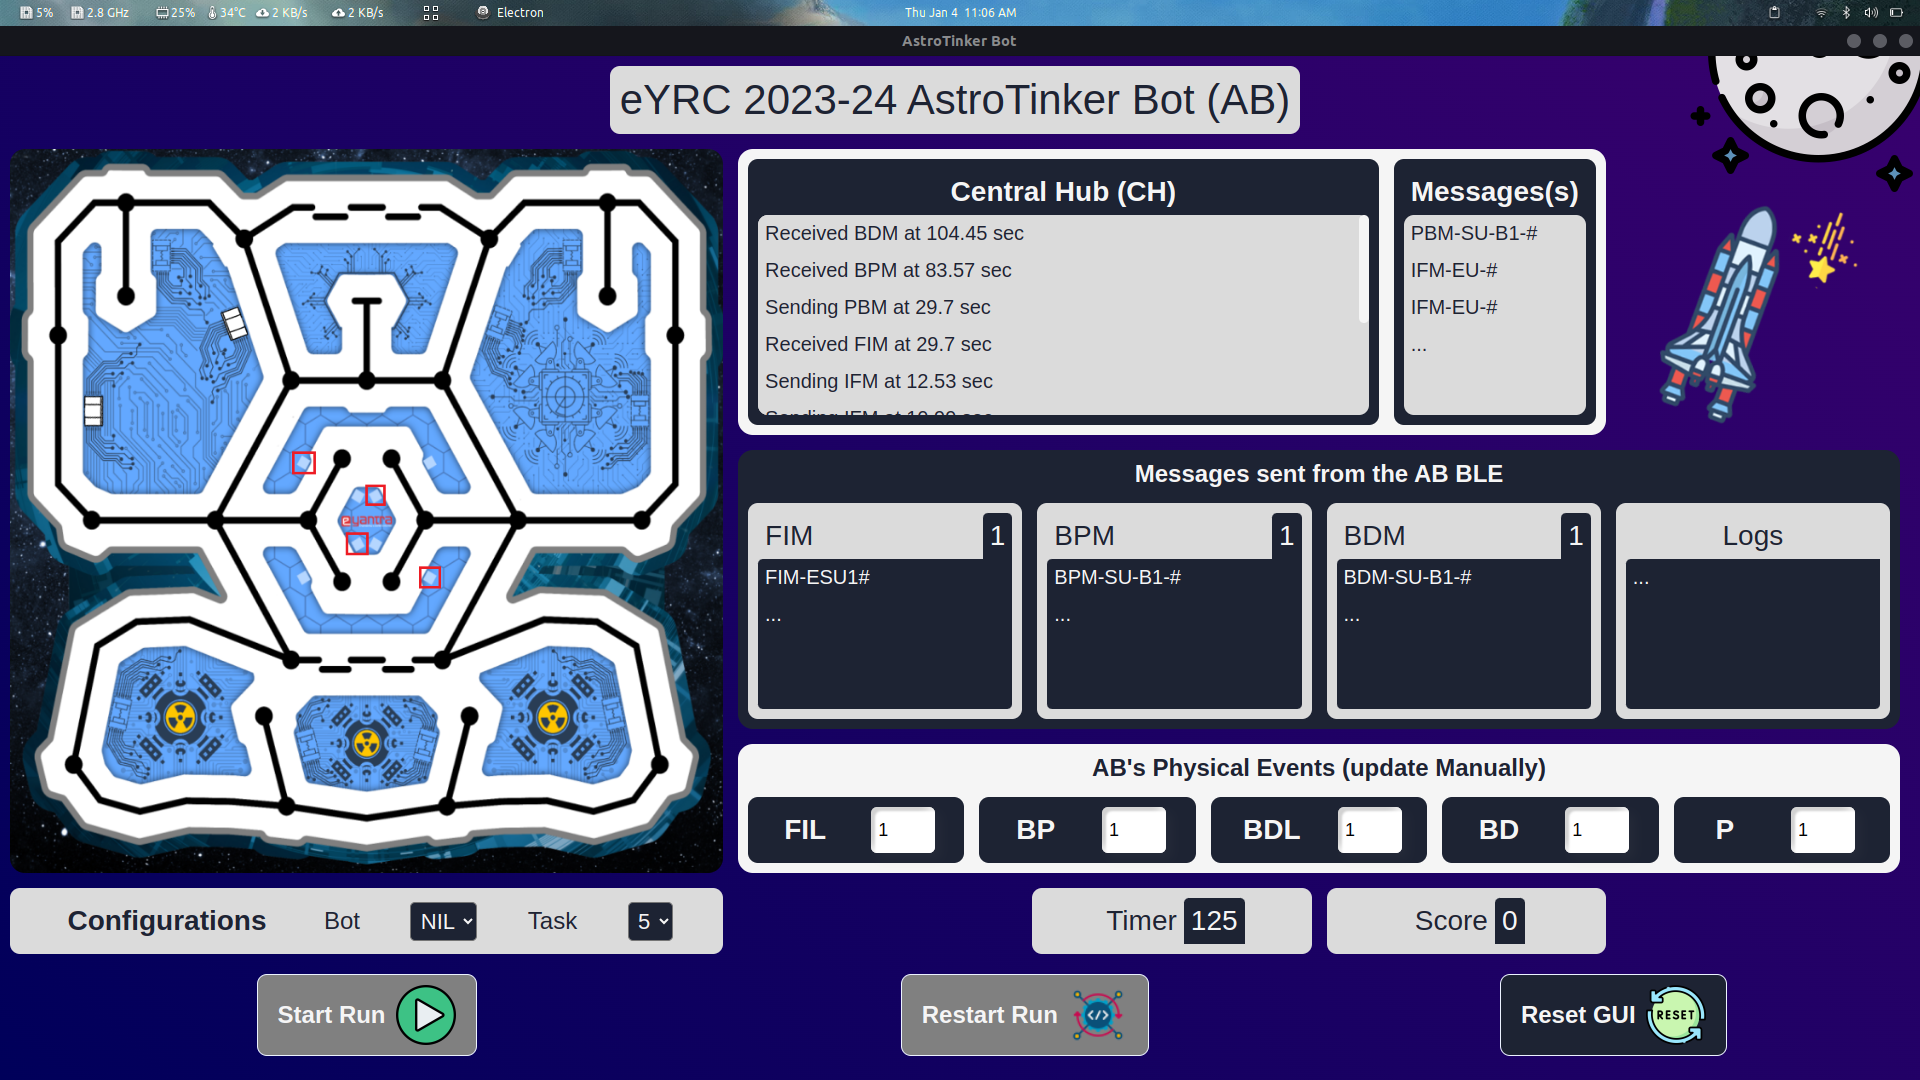 5% 2.8 GHz 25% 34°C 2 KB/s 2 KB/s Electron Thu Jan 4 11:06 AM
AstroTinker Bot
eYRC 2023-24 AstroTinker Bot (AB)
Central Hub (CH)
Received BDM at 104.45 sec
Received BPM at 83.57 sec
Sending PBM at 29.7 sec
Received FIM at 29.7 sec
Sending IFM at 12.53 sec
Messages(s)
PBM-SU-B1-#
IFM-EU-#
IFM-EU-#
...
eyantra
Messages sent from the AB BLE
FIM 1
FIM-ESU1#
...
BPM 1
BPM-SU-B1-#
...
BDM 1
BDM-SU-B1-#
...
Logs
...
AB's Physical Events (update Manually)
FIL 1
BP 1
BDL 1
BD 1
P 1
Configurations Bot NIL Task 5
Timer 125
Score 0
Start Run
Restart Run </>
Reset GUI RESET